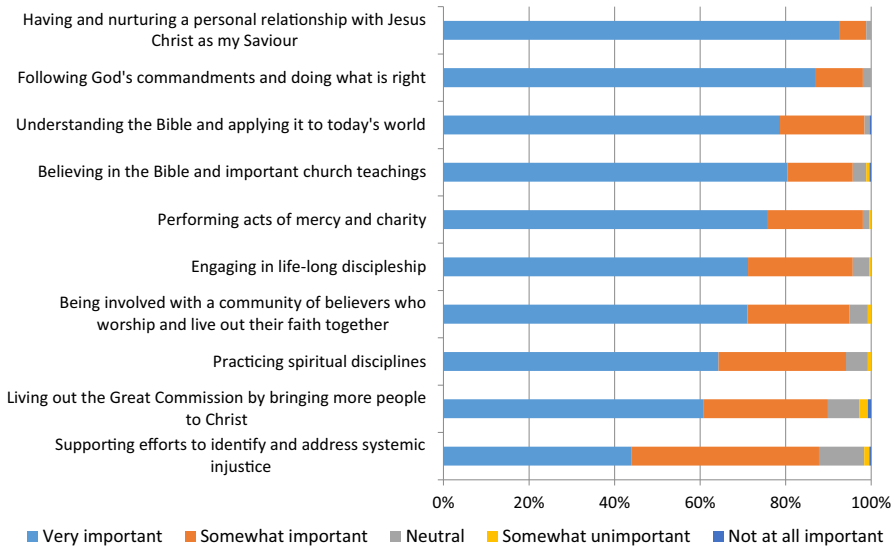 Having and nurturing a personal relationship with Jesus
Christ as my Saviour
Following God's commandments and doing what is right
Understanding the Bible and applying it to today's world
Believing in the Bible and important church teachings
Performing acts of mercy and charity
Engaging in life-long discipleship
Being involved with a community of believers who
worship and live out their faith together
Practicing spiritual disciplines
Living out the Great Commission by bringing more people
to Christ
Supporting efforts to identify and address systemic
injustice
0% 20% 40% 60% 80% 100%
Very important Somewhat important Neutral Somewhat unimportant Not at all important